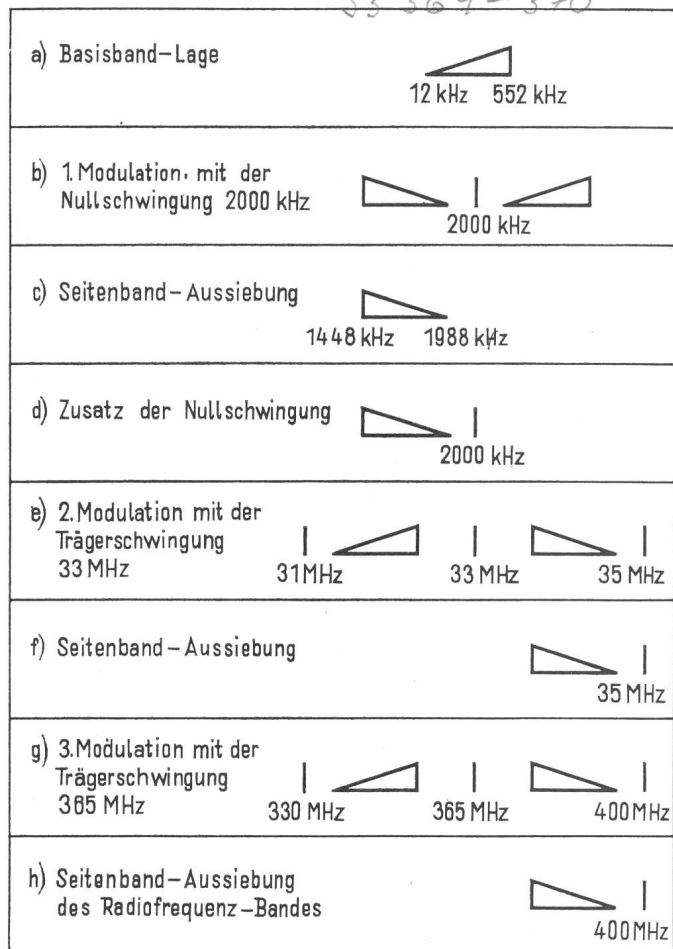 a) Basisband-Lage
12 kHz 552 kHz
b) 1. Modulation. mit der
Nullschwingung 2000 kHz
2000 kHz
c) Seitenband-Aussiebung
1448 kHz 1988 kHz
d) Zusatz der Nullschwingung
2000 kHz
e) 2. Modulation mit der
Trägerschwingung
33 MHz
31 MHz 33 MHz 35 MHz
f) Seitenband-Aussiebung
35 MHz
g) 3. Modulation mit der
Trägerschwingung
365 MHz
330 MHz 365 MHz 400 MHz
h) Seitenband-Aussiebung
des Radiofrequenz-Bandes
400 MHz